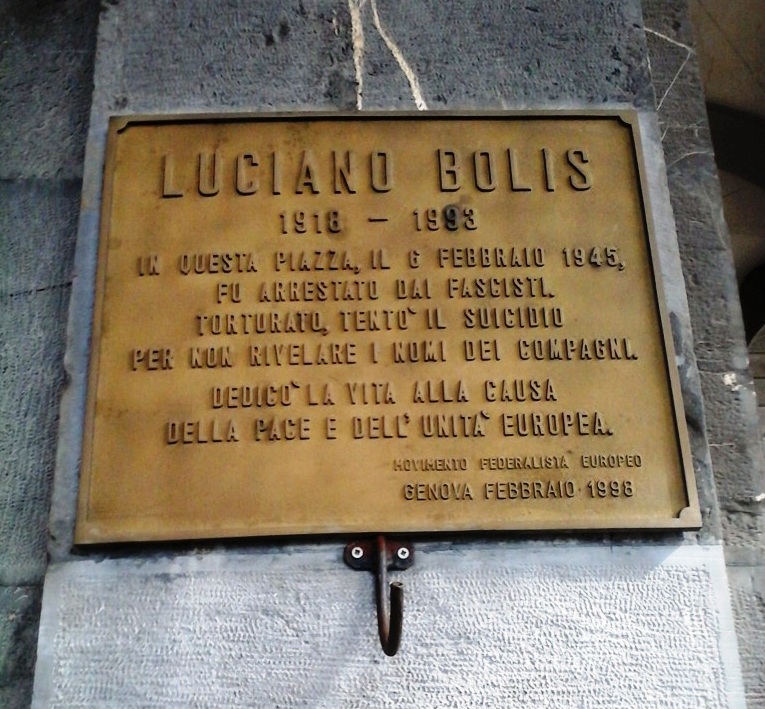 LUCIANO BOLIS
1918 – 1993
IN QUESTA PIAZZA, IL 6 FEBBRAIO 1945,
FU ARRESTATO DAI FASCISTI.
TORTURATO, TENTO` IL SUICIDIO
PER NON RIVELARE I NOMI DEI COMPAGNI.
DEDICO` LA VITA ALLA CAUSA
DELLA PACE E DELL' UNITA` EUROPEA.
MOVIMENTO FEDERALISTA EUROPEO
GENOVA FEBBRAIO 1998